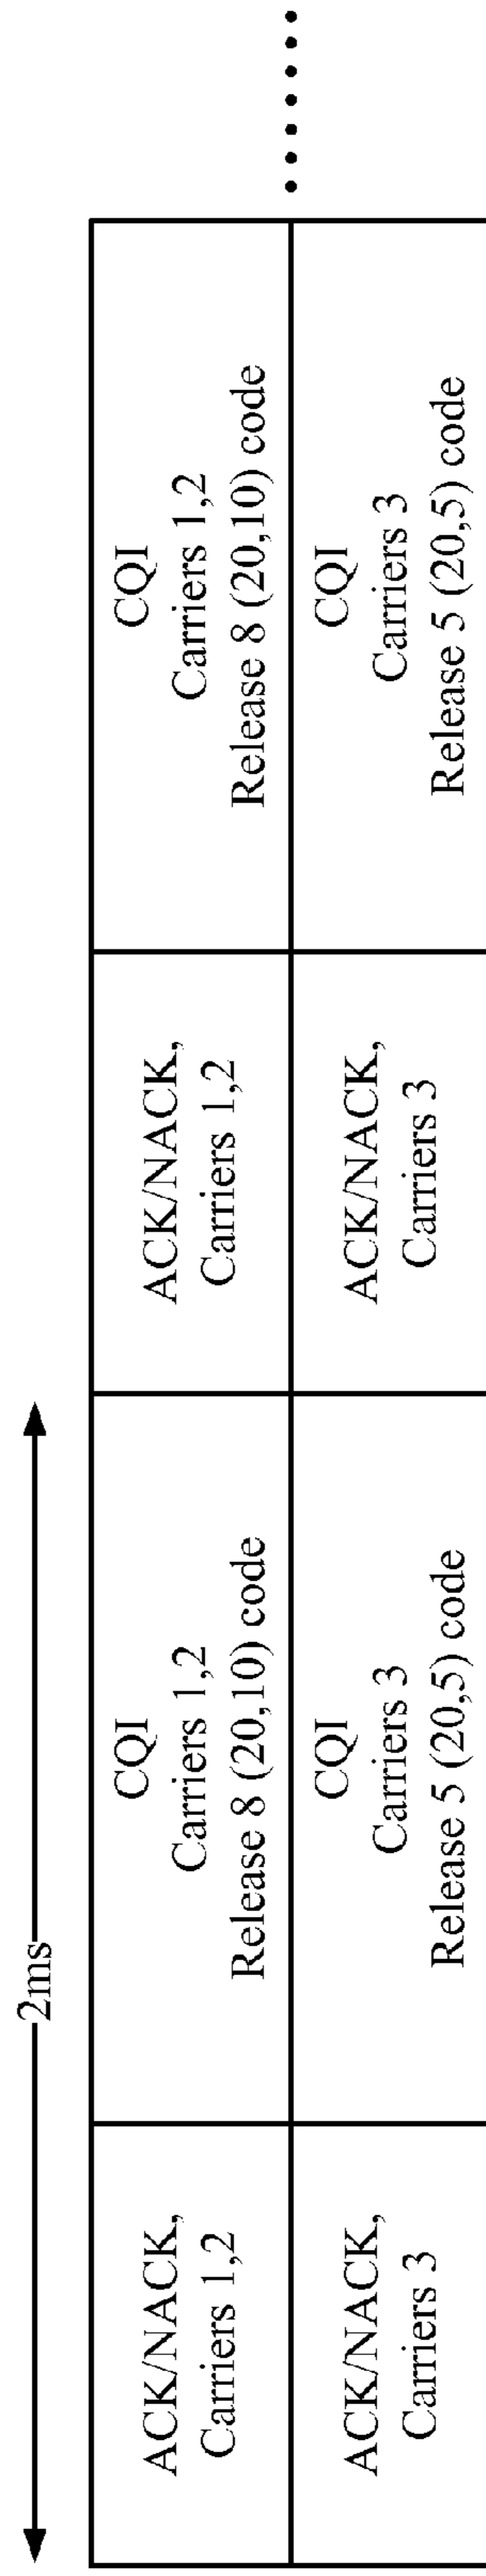 2ms
ACK/NACK,
Carriers 1,2
CQI
Carriers 1,2
Release 8 (20,10) code
ACK/NACK,
Carriers 1,2
CQI
Carriers 1,2
Release 8 (20,10) code
ACK/NACK,
Carriers 3
CQI
Carriers 3
Release 5 (20,5) code
ACK/NACK,
Carriers 3
CQI
Carriers 3
Release 5 (20,5) code